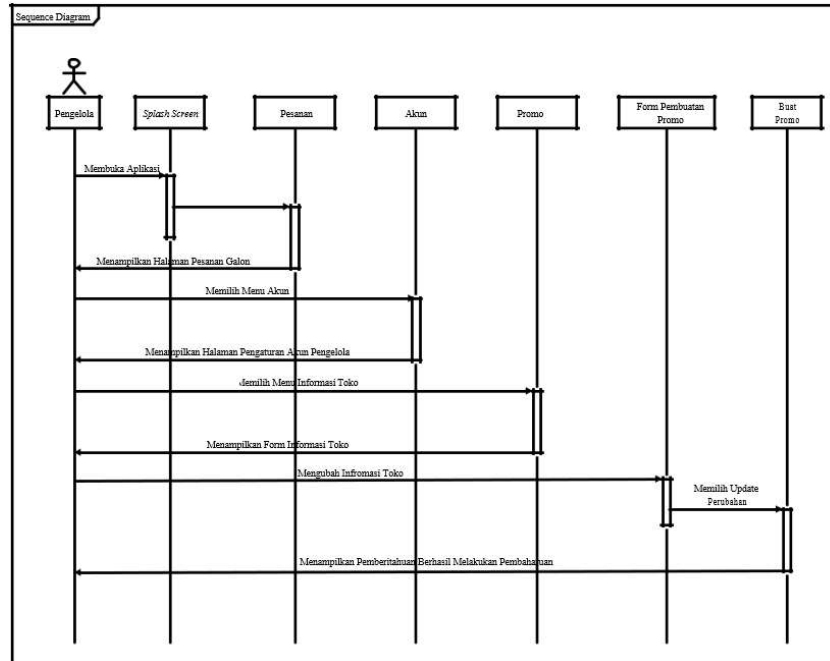 Sequence Diagram
Pengelola
Splash Screen
Pesanan
Akun
Promo
Form Pembuatan
Promo
Buat
Promo
Membuka Aplikasi
Menampilkan Halaman Pesanan Galon
Memilih Menu Akun
Menampilkan Halaman Pengaturan Akun Pengelola
Memilih Menu Informasi Toko
Menampilkan Form Informasi Toko
Mengubah Infromasi Toko
Memilih Update
Perubahan
Menampilkan Pemberitahuan Berhasil Melakukan Pembaharuan